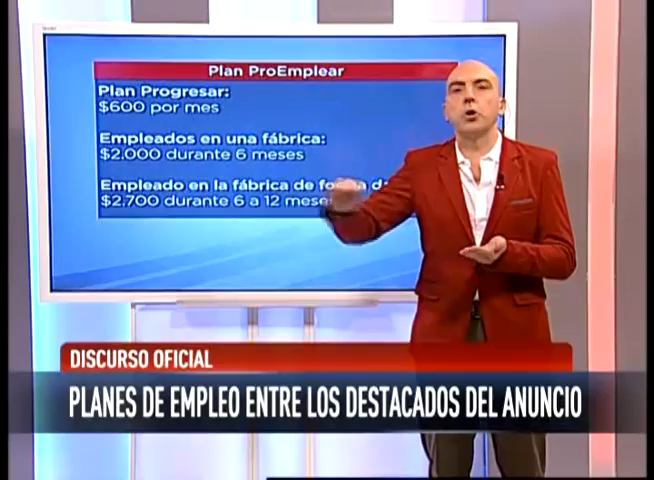 Plan ProEmplear
Plan Progresar:
$600 por mes
Empleados en una fábrica:
$2.000 durante 6 meses
Empleado en la fábrica de
$2.700 durante 6 a 12 meses
DISCURSO OFICIAL
PLANES DE EMPLEO ENTRE LOS DESTACADOS DEL ANUNCIO